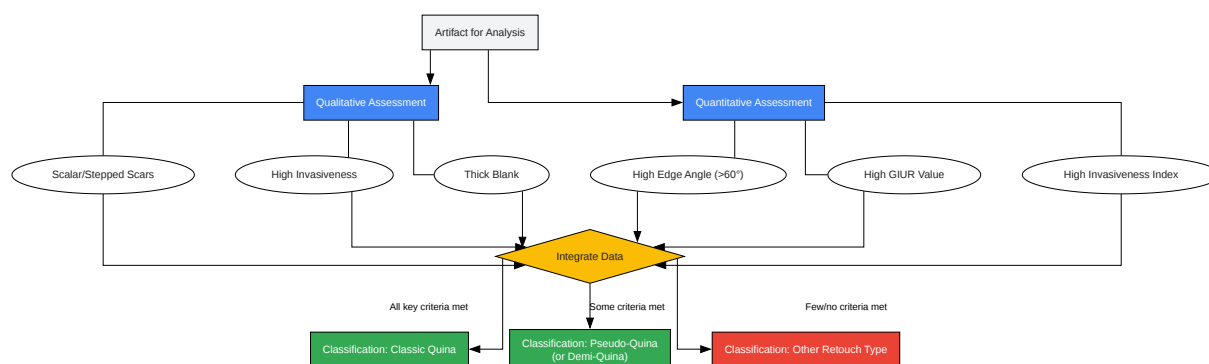 Artifact for Analysis
Qualitative Assessment
Quantitative Assessment
Scalar/Stepped Scars
High Invasiveness
Thick Blank
High Edge Angle (>60°)
High GIUR Value
High Invasiveness Index
Integrate Data
All key criteria met
Some criteria met
Few/no criteria met
Classification: Classic Quina
Classification: Pseudo-Quina
(or Demi-Quina)
Classification: Other Retouch Type